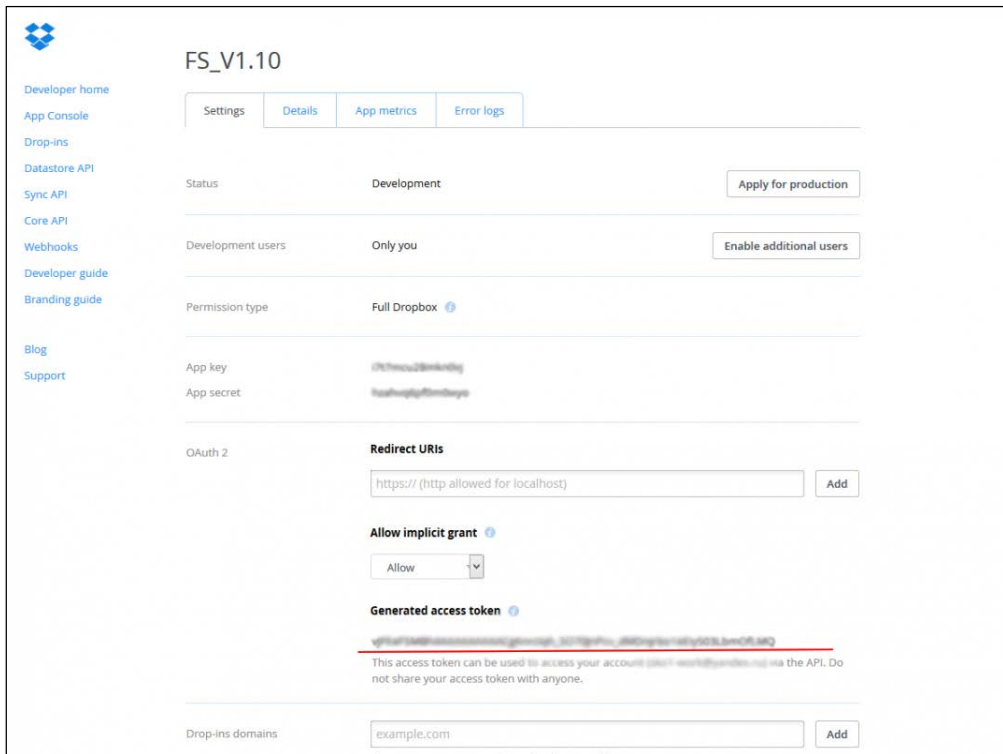 FS_V1.10
Developer home
App Console
Drop-ins
Datastore API
Sync API
Core API
Webhooks
Developer guide
Branding guide
Blog
Support
Settings Details App metrics Error logs
Status Development Apply for production
Development users Only you Enable additional users
Permission type Full Dropbox
App key
App secret
OAuth 2 Redirect URIs
https:// (http allowed for localhost) Add
Allow implicit grant
Allow
Generated access token
This access token can be used to access your account via the API. Do
not share your access token with anyone.
Drop-ins domains example.com Add